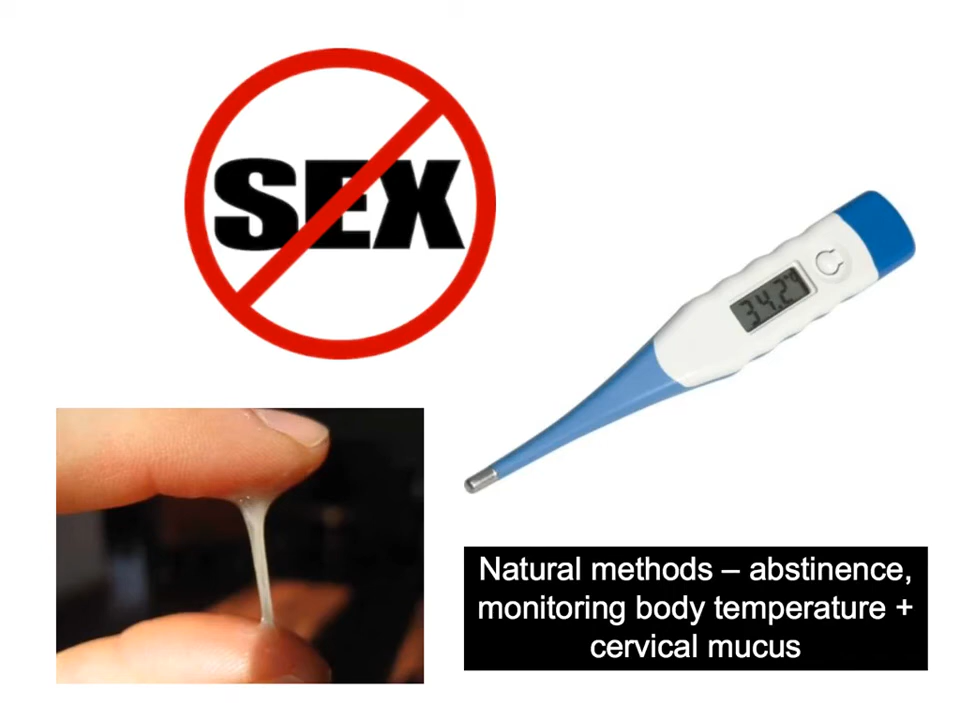 SEX
34.2°
Natural methods – abstinence,
monitoring body temperature +
cervical mucus